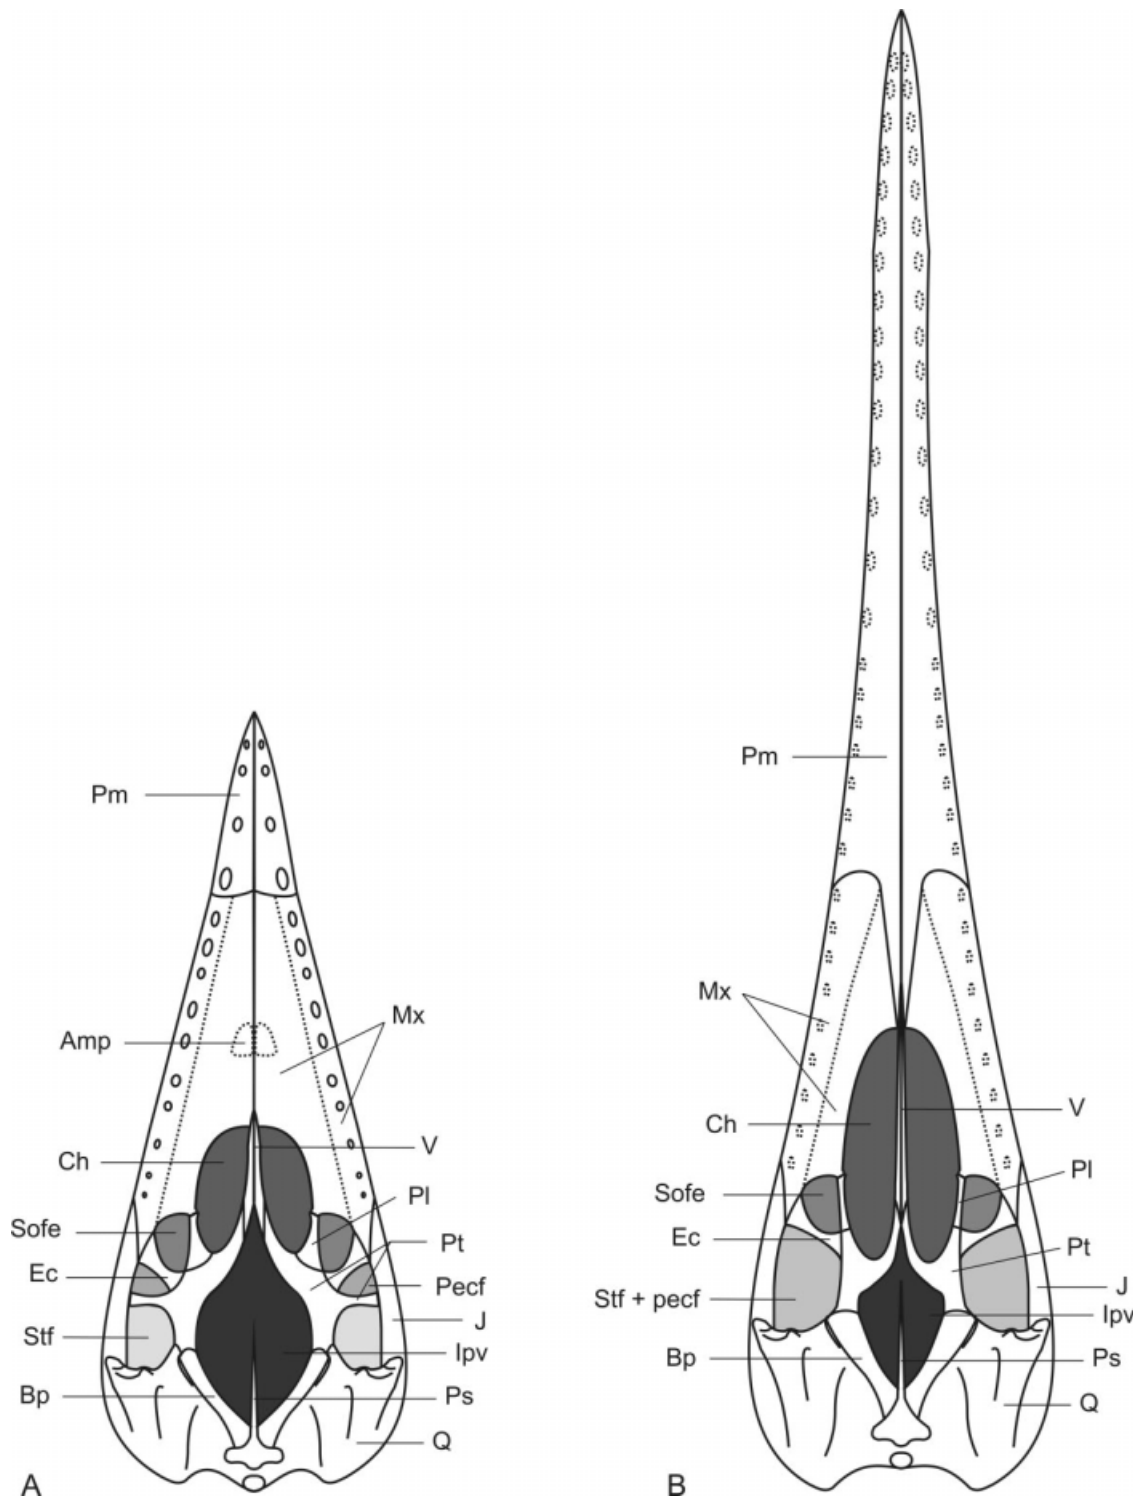 Pm
Amp
Mx
Ch
V
Pl
Sofe
Pt
Ec
Pecf
J
Stf
Ipv
Bp
Ps
Q
A
Pm
Mx
Ch
V
Pl
Sofe
Ec
Pt
J
Stf + pecf
Ipv
Bp
Ps
Q
B